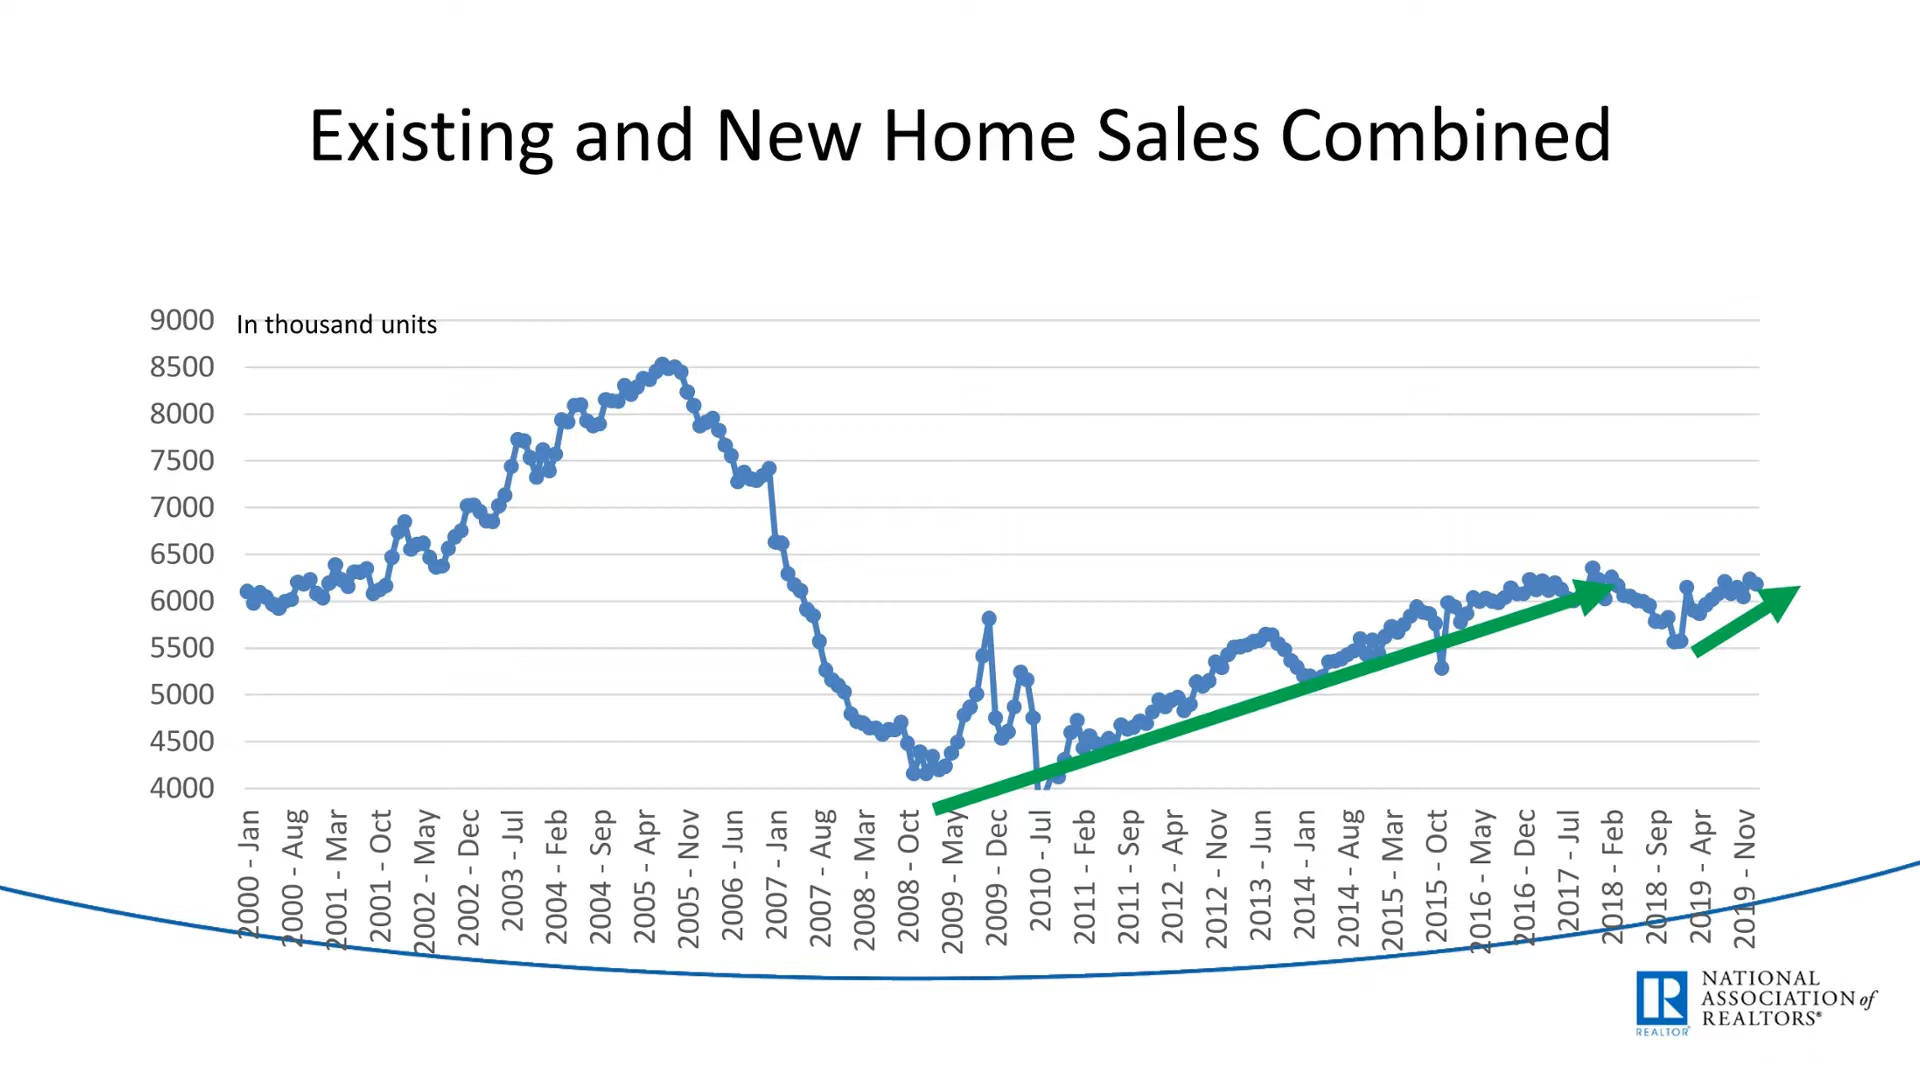 Existing and New Home Sales Combined
In thousand units
9000
8500
8000
7500
7000
6500
6000
5500
5000
4500
4000
2000 - Jan
2000 - Aug
2001 - Mar
2001 - Oct
2002 - May
2002 - Dec
2003 - Jul
2004 - Feb
2004 - Sep
2005 - Apr
2005 - Nov
2006 - Jun
2007 - Jan
2007 - Aug
2008 - Mar
2008 - Oct
2009 - May
2009 - Dec
2010 - Jul
2011 - Feb
2011 - Sep
2012 - Apr
2012 - Nov
2013 - Jun
2014 - Jan
2014 - Aug
2015 - Mar
2015 - Oct
2016 - May
2016 - Dec
2017 - Jul
2018 - Feb
2018 - Sep
2019 - Apr
2019 - Nov
R
REALTOR®
NATIONAL
ASSOCIATION of
REALTORS®